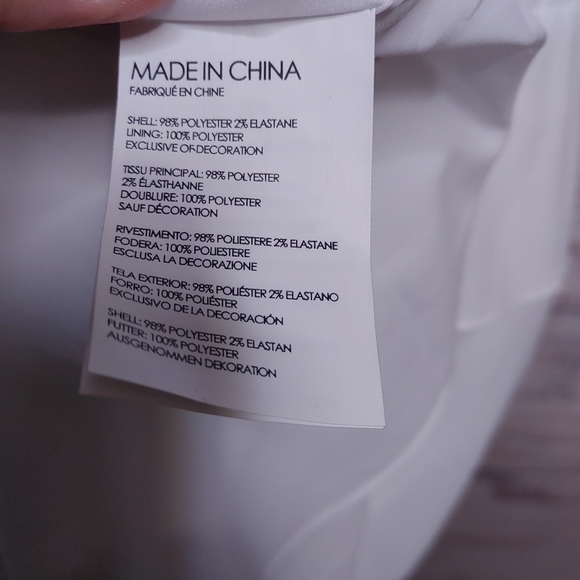 MADE IN CHINA
FABRIQUÉ EN CHINE
SHELL: 98% POLYESTER 2% ELASTANE
LINING: 100% POLYESTER
EXCLUSIVE OF DECORATION
TISSU PRINCIPAL: 98% POLYESTER
2% ÉLASTHANNE
DOUBLURE: 100% POLYESTER
SAUF DÉCORATION
RIVESTIMENTO: 98% POLIESTERE 2% ELASTANE
FODERA: 100% POLIESTERE
ESCLUSA LA DECORAZIONE
TELA EXTERIOR: 98% POLIÉSTER 2% ELASTANO
FORRO: 100% POLIÉSTER
EXCLUSIVO DE LA DECORACIÓN
SHELL: 98% POLYESTER 2% ELASTAN
FUTTER: 100% POLYESTER
AUSGENOMMEN DEKORATION